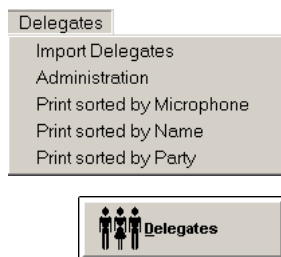 Delegates
Import Delegates
Administration
Print sorted by Microphone
Print sorted by Name
Print sorted by Party
Delegates